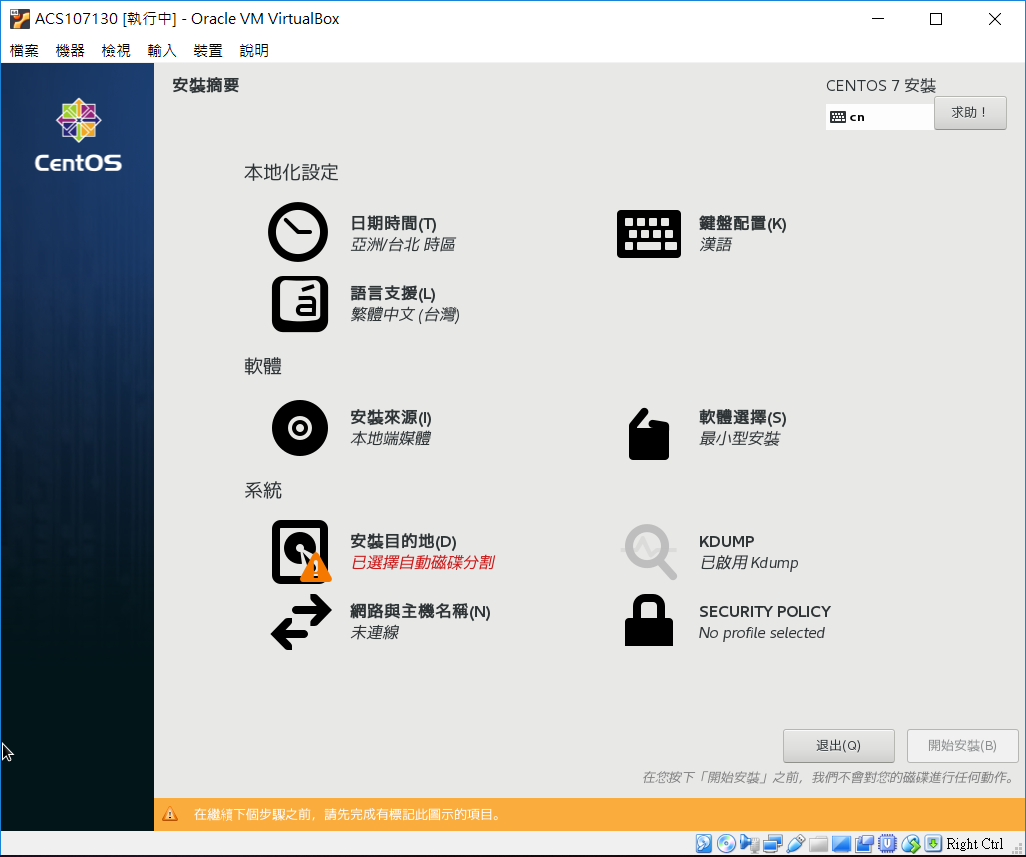 ACS107130 [執行中] - Oracle VM VirtualBox
檔案 機器 檢視 輸入 裝置 說明
CentOS
安裝摘要
CENTOS 7 安裝
cn
求助！
本地化設定
日期時間(T)
亞洲/台北 時區
鍵盤配置(K)
漢語
語言支援(L)
繁體中文 (台灣)
軟體
安裝來源(I)
本地端媒體
軟體選擇(S)
最小型安裝
系統
安裝目的地(D)
已選擇自動磁碟分割
KDUMP
已啟用 Kdump
網路與主機名稱(N)
未連線
SECURITY POLICY
No profile selected
退出(Q)
開始安裝(B)
在您按下「開始安裝」之前，我們不會對您的磁碟進行任何動作。
在繼續下個步驟之前，請先完成有標記此圖示的項目。
Right Ctrl